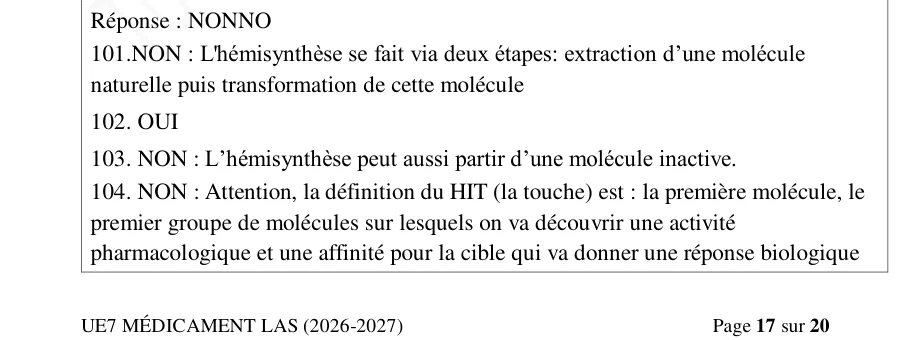 Réponse : NONNO
101.NON : L'hémisynthèse se fait via deux étapes: extraction d’une molécule
naturelle puis transformation de cette molécule
102. OUI
103. NON : L’hémisynthèse peut aussi partir d’une molécule inactive.
104. NON : Attention, la définition du HIT (la touche) est : la première molécule, le
premier groupe de molécules sur lesquels on va découvrir une activité
pharmacologique et une affinité pour la cible qui va donner une réponse biologique
UE7 MÉDICAMENT LAS (2026-2027) Page 17 sur 20